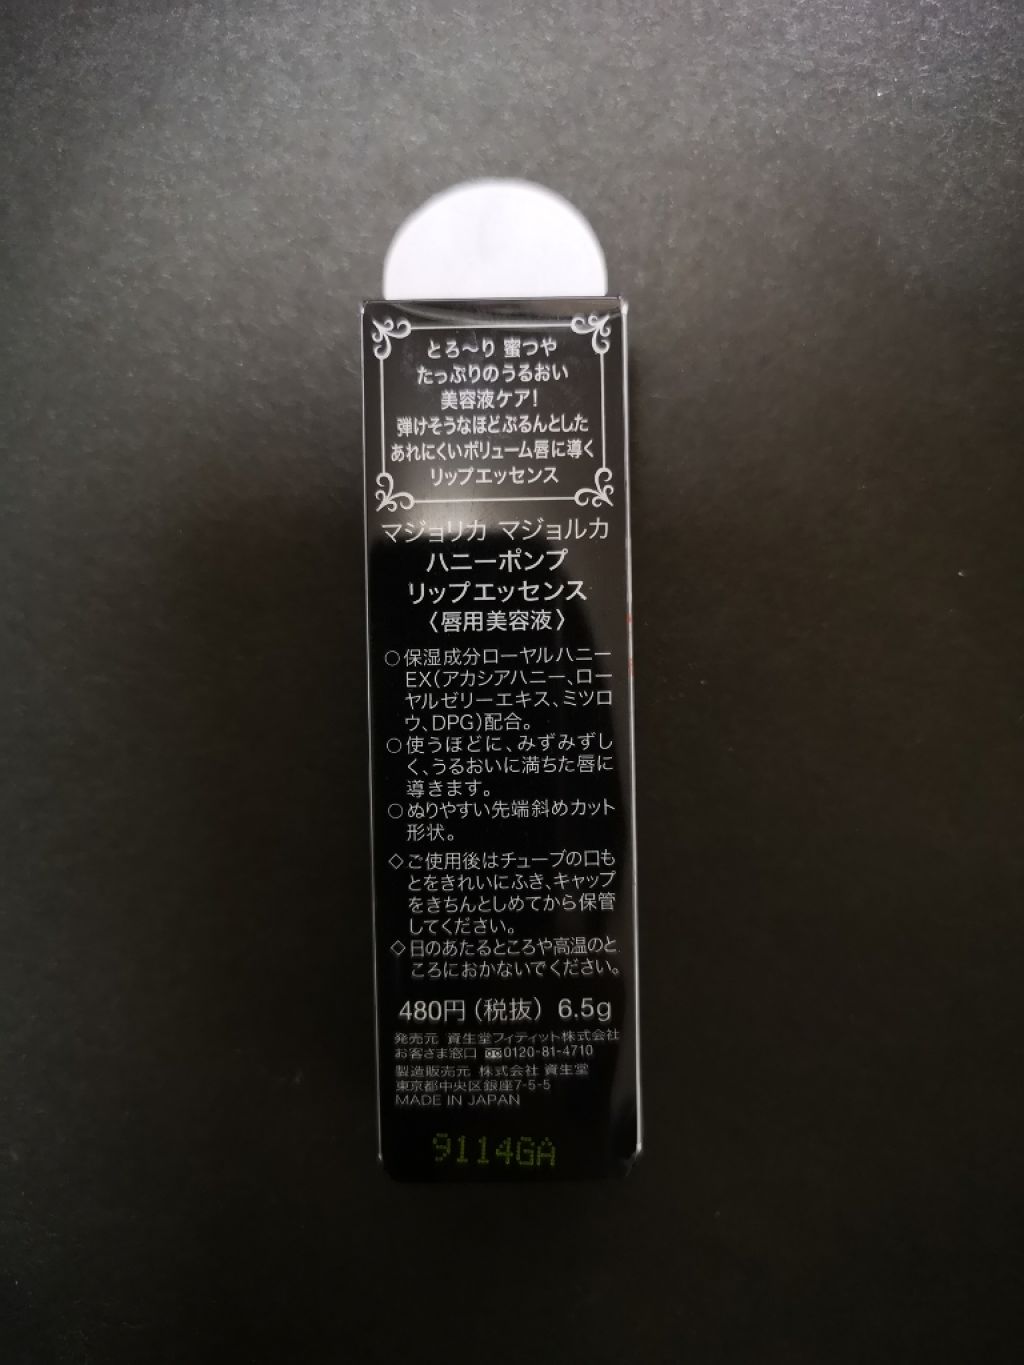 とろ～り 蜜つや
たっぷりのうるおい
美容液ケア!
弾けそうなほどぷるんとした
あれにくいボリューム唇に導く
リップエッセンス
マジョリカ マジョルカ
ハニーポンプ
リップエッセンス
〈唇用美容液〉
○保湿成分ローヤルハニー
EX(アカシアハニー、ロー
ヤルゼリーエキス、ミツロ
ウ、DPG)配合。
○使うほどに、みずみずし
く、うるおいに満ちた唇に
導きます。
○ぬりやすい先端斜めカット
形状。
◇ご使用後はチューブの口も
とをきれいにふき、キャップ
をきちんとしめてから保管
してください。
◇日のあたるところや高温のと
ころにおかないでください。
480円(税抜) 6.5g
発売元 資生堂フィティット株式会社
お客さま窓口 0120-81-4710
製造販売元 株式会社 資生堂
東京都中央区銀座7-5-5
MADE IN JAPAN
9114GA